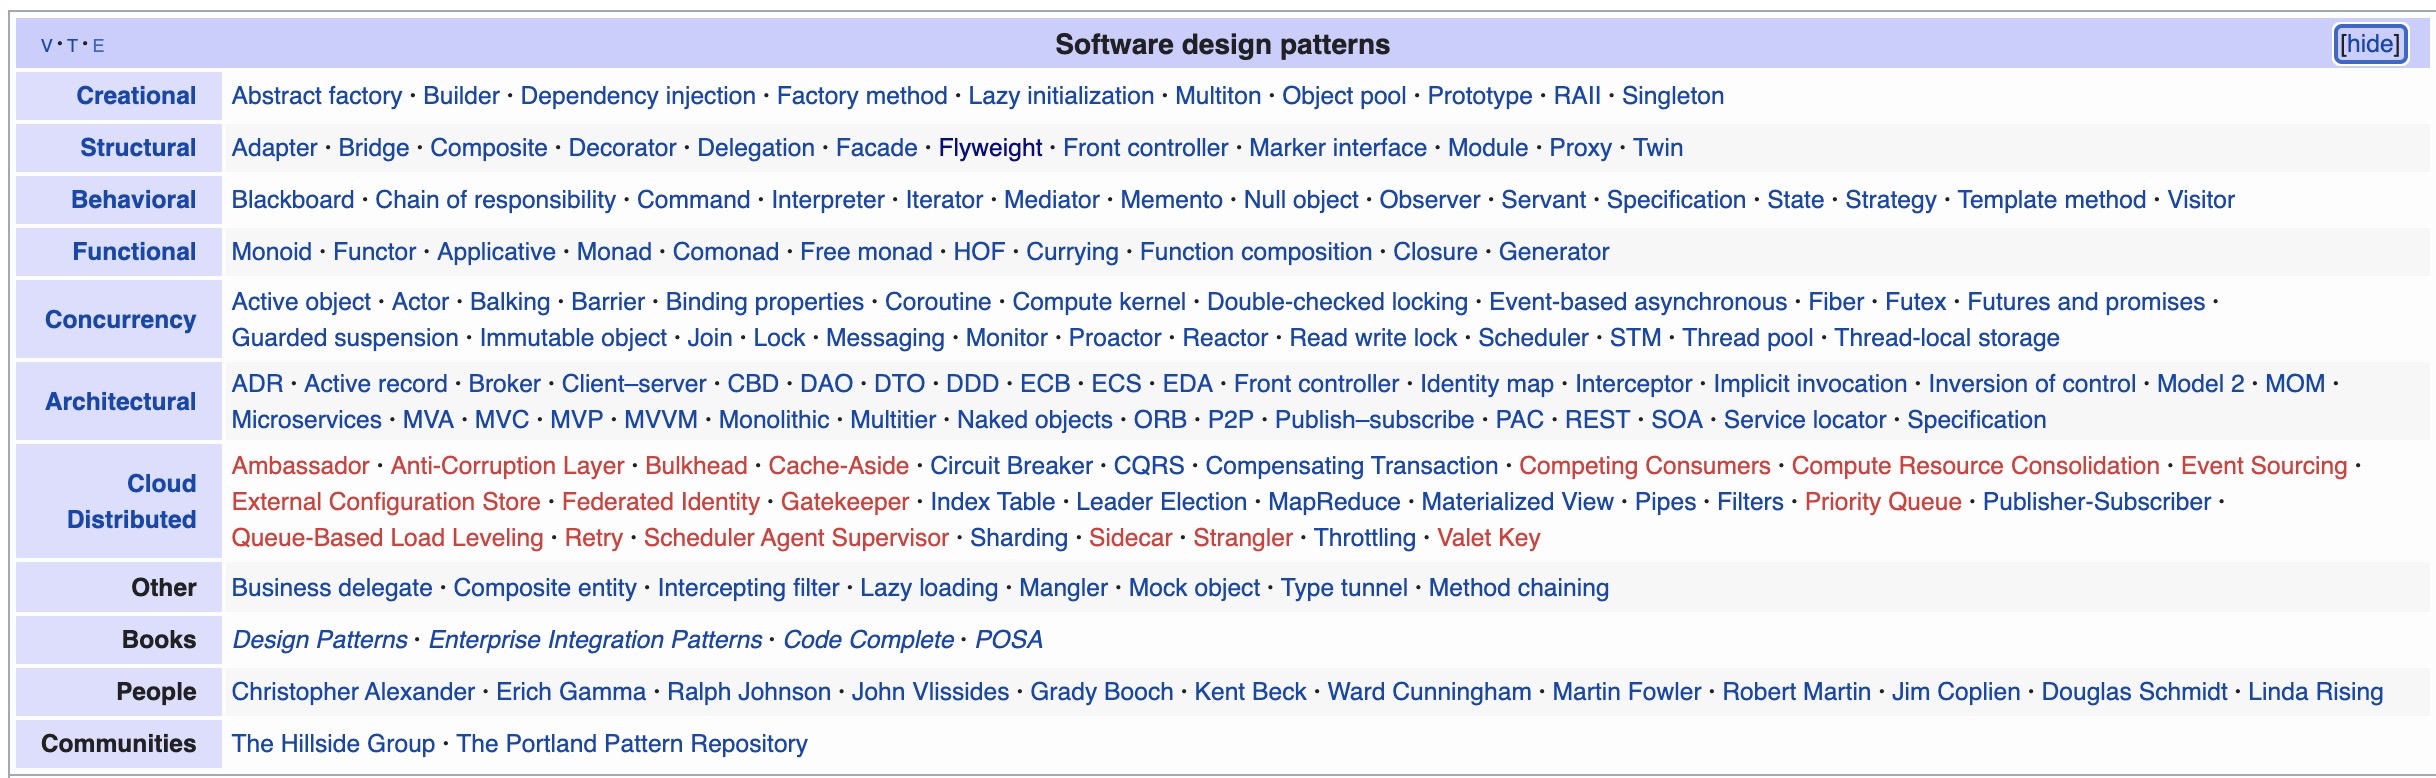 V · T · E
Software design patterns
[hide]
Creational
Abstract factory · Builder · Dependency injection · Factory method · Lazy initialization · Multiton · Object pool · Prototype · RAII · Singleton
Structural
Adapter · Bridge · Composite · Decorator · Delegation · Facade · Flyweight · Front controller · Marker interface · Module · Proxy · Twin
Behavioral
Blackboard · Chain of responsibility · Command · Interpreter · Iterator · Mediator · Memento · Null object · Observer · Servant · Specification · State · Strategy · Template method · Visitor
Functional
Monoid · Functor · Applicative · Monad · Comonad · Free monad · HOF · Currying · Function composition · Closure · Generator
Concurrency
Active object · Actor · Balking · Barrier · Binding properties · Coroutine · Compute kernel · Double-checked locking · Event-based asynchronous · Fiber · Futex · Futures and promises ·
Guarded suspension · Immutable object · Join · Lock · Messaging · Monitor · Proactor · Reactor · Read write lock · Scheduler · STM · Thread pool · Thread-local storage
Architectural
ADR · Active record · Broker · Client–server · CBD · DAO · DTO · DDD · ECB · ECS · EDA · Front controller · Identity map · Interceptor · Implicit invocation · Inversion of control · Model 2 · MOM ·
Microservices · MVA · MVC · MVP · MVVM · Monolithic · Multitier · Naked objects · ORB · P2P · Publish–subscribe · PAC · REST · SOA · Service locator · Specification
Cloud
Distributed
Ambassador · Anti-Corruption Layer · Bulkhead · Cache-Aside · Circuit Breaker · CQRS · Compensating Transaction · Competing Consumers · Compute Resource Consolidation · Event Sourcing ·
External Configuration Store · Federated Identity · Gatekeeper · Index Table · Leader Election · MapReduce · Materialized View · Pipes · Filters · Priority Queue · Publisher-Subscriber ·
Queue-Based Load Leveling · Retry · Scheduler Agent Supervisor · Sharding · Sidecar · Strangler · Throttling · Valet Key
Other
Business delegate · Composite entity · Intercepting filter · Lazy loading · Mangler · Mock object · Type tunnel · Method chaining
Books
Design Patterns · Enterprise Integration Patterns · Code Complete · POSA
People
Christopher Alexander · Erich Gamma · Ralph Johnson · John Vlissides · Grady Booch · Kent Beck · Ward Cunningham · Martin Fowler · Robert Martin · Jim Coplien · Douglas Schmidt · Linda Rising
Communities
The Hillside Group · The Portland Pattern Repository